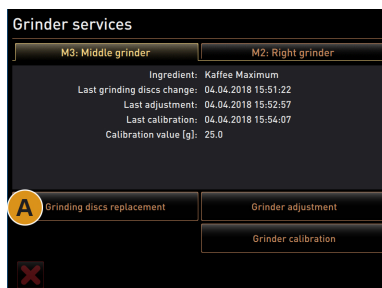 Grinder services
M3: Middle grinder
M2: Right grinder
Ingredient: Kaffee Maximum
Last grinding discs change: 04.04.2018 15:51:22
Last adjustment: 04.04.2018 15:52:57
Last calibration: 04.04.2018 15:54:07
Calibration value [g]: 25.0
A
Grinding discs replacement
Grinder adjustment
Grinder calibration